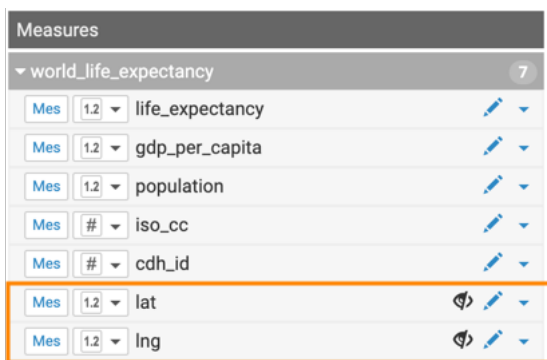 Measures
world_life_expectancy 7
Mes 1.2 life_expectancy
Mes 1.2 gdp_per_capita
Mes 1.2 population
Mes # iso_cc
Mes # cdh_id
Mes 1.2 lat
Mes 1.2 lng